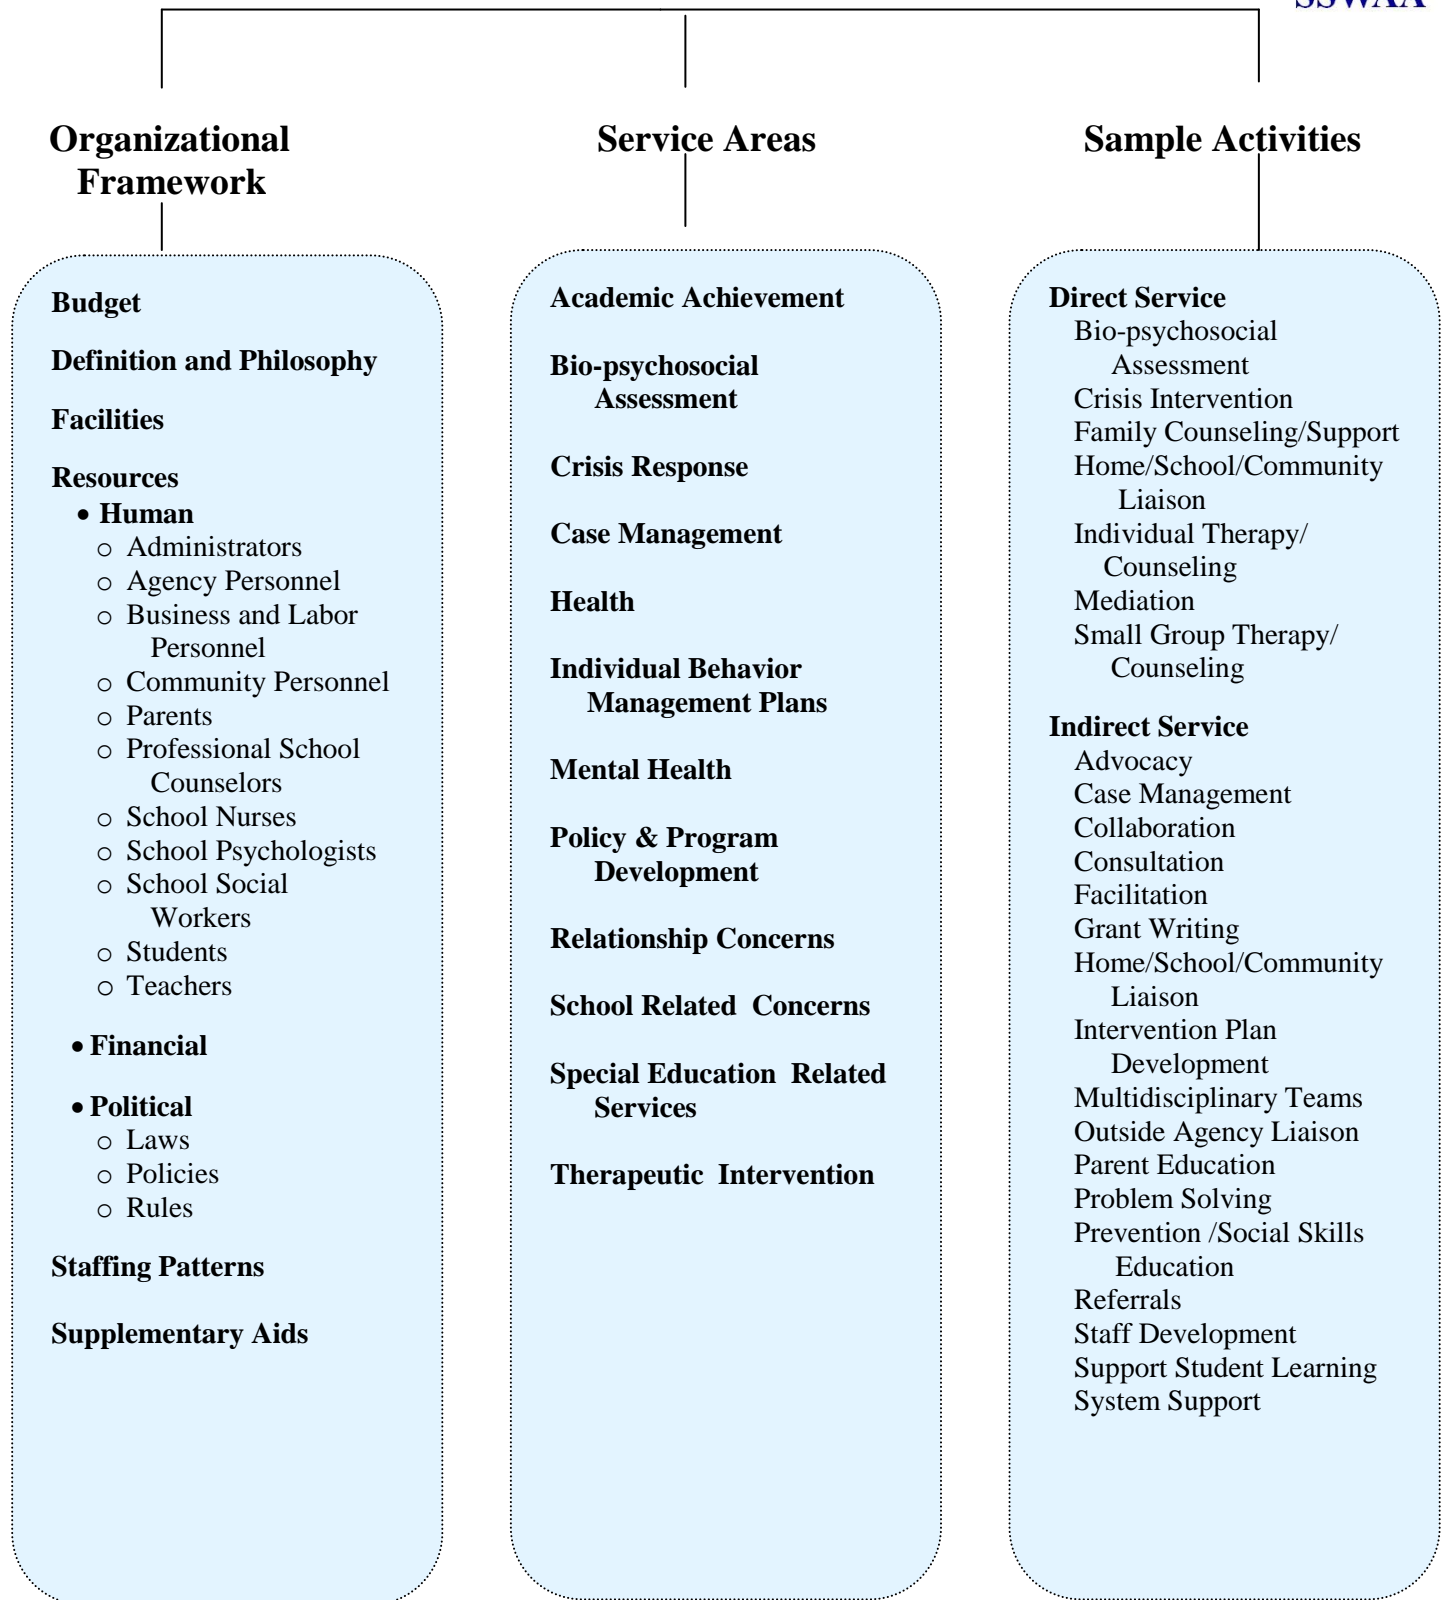 SSWAA
Organizational
Framework
Budget
Definition and Philosophy
Facilities
Resources
• Human
o Administrators
o Agency Personnel
o Business and Labor
Personnel
o Community Personnel
o Parents
o Professional School
Counselors
o School Nurses
o School Psychologists
o School Social
Workers
o Students
o Teachers
• Financial
• Political
o Laws
o Policies
o Rules
Staffing Patterns
Supplementary Aids
Service Areas
Academic Achievement
Bio-psychosocial
Assessment
Crisis Response
Case Management
Health
Individual Behavior
Management Plans
Mental Health
Policy & Program
Development
Relationship Concerns
School Related Concerns
Special Education Related
Services
Therapeutic Intervention
Sample Activities
Direct Service
Bio-psychosocial
Assessment
Crisis Intervention
Family Counseling/Support
Home/School/Community
Liaison
Individual Therapy/
Counseling
Mediation
Small Group Therapy/
Counseling
Indirect Service
Advocacy
Case Management
Collaboration
Consultation
Facilitation
Grant Writing
Home/School/Community
Liaison
Intervention Plan
Development
Multidisciplinary Teams
Outside Agency Liaison
Parent Education
Problem Solving
Prevention /Social Skills
Education
Referrals
Staff Development
Support Student Learning
System Support